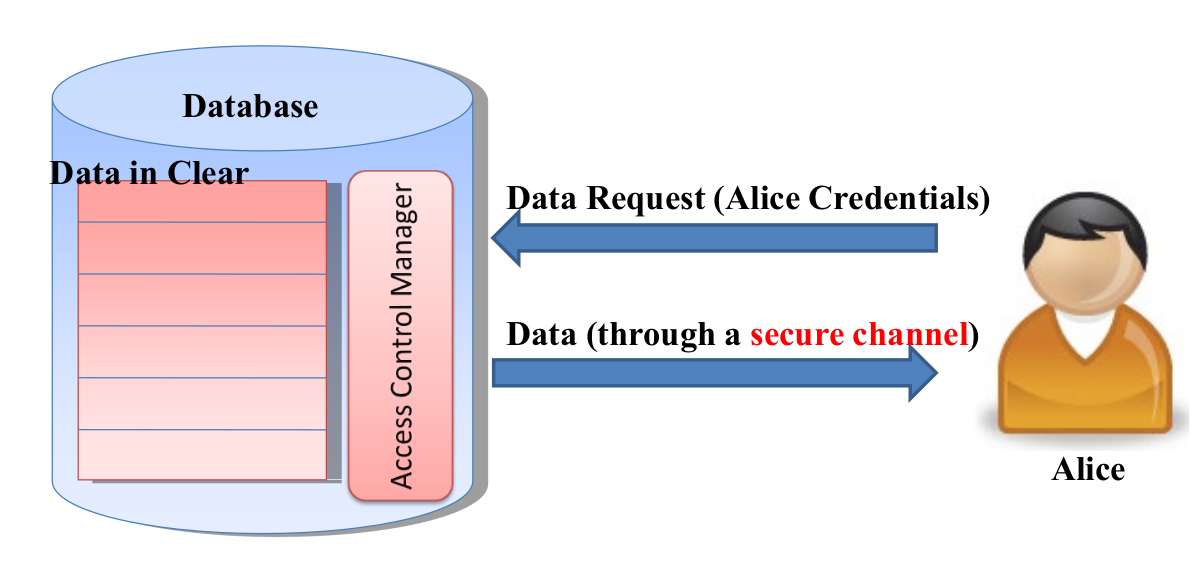 Database
Data in Clear
Access Control Manager
Data Request (Alice Credentials)
Data (through a secure channel)
Alice